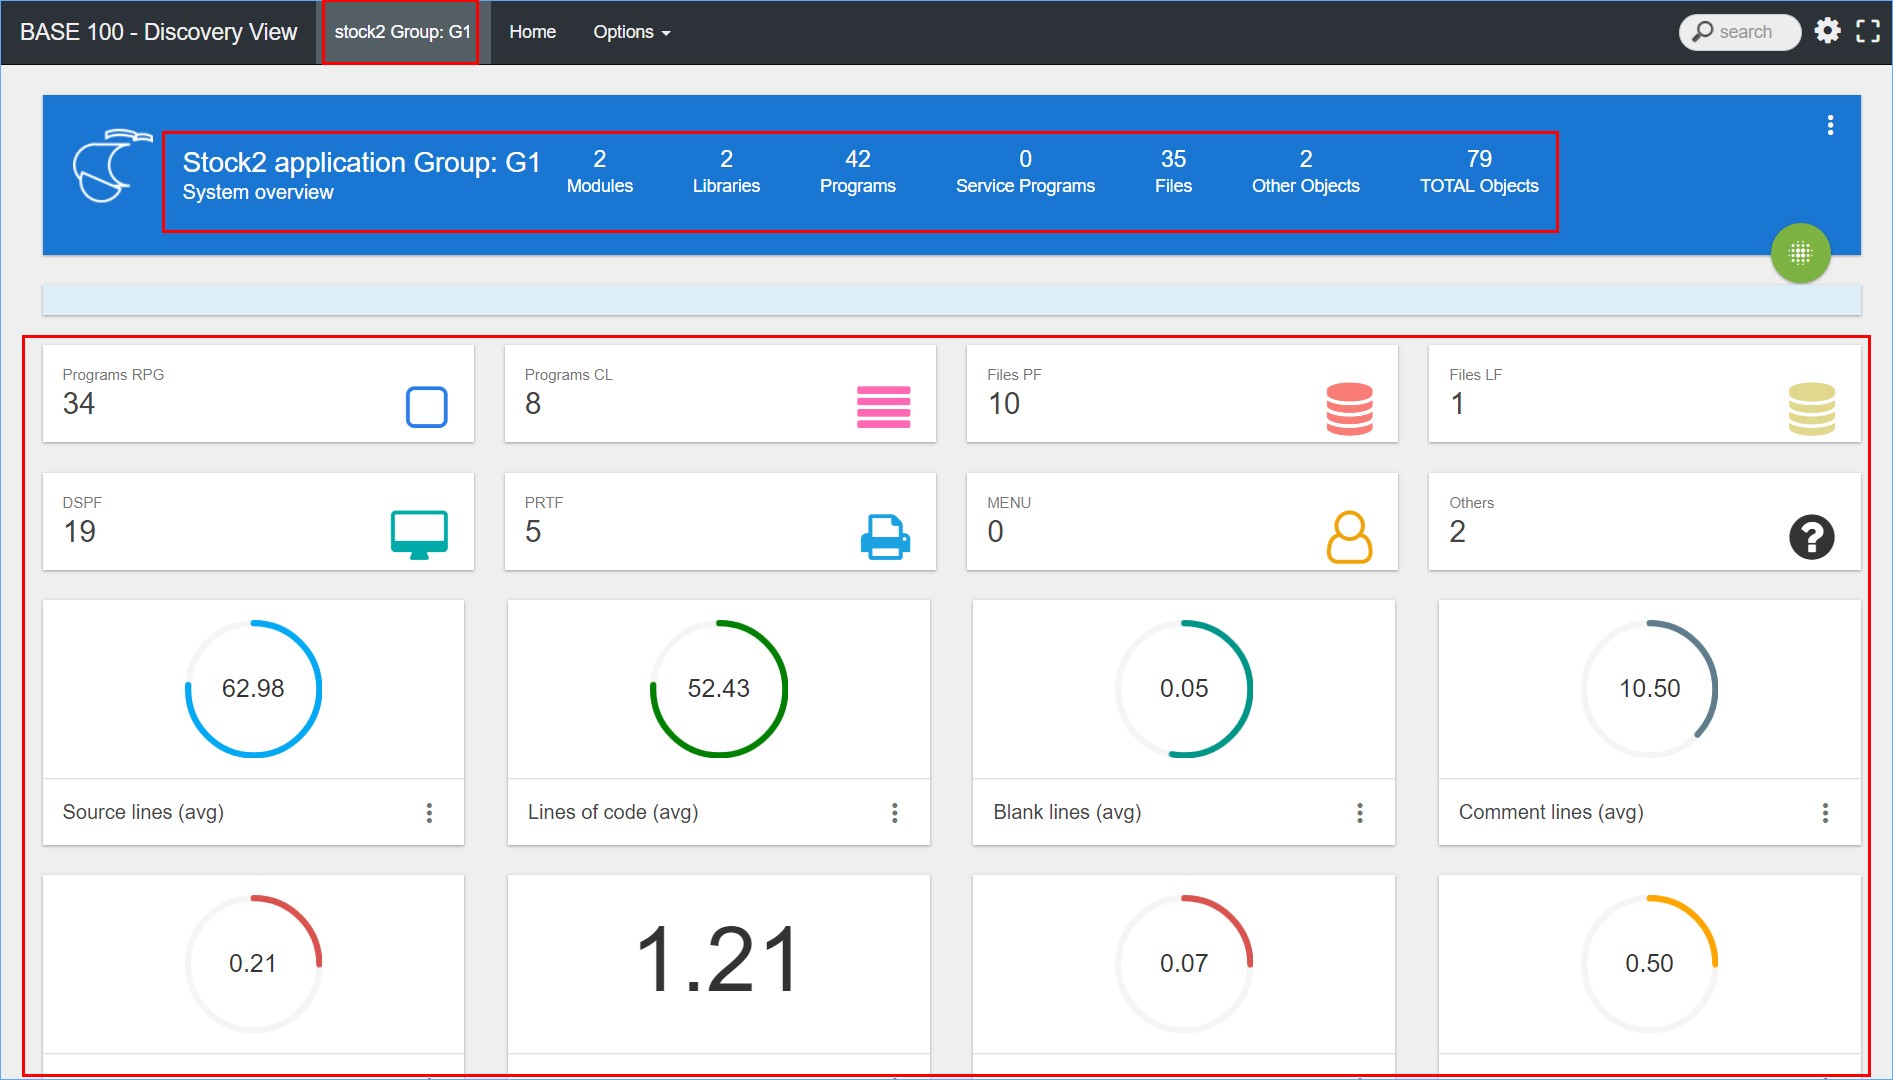 BASE 100 - Discovery View stock2 Group: G1 Home Options search
Stock2 application Group: G1
System overview
2 2 42 0 35 2 79
Modules Libraries Programs Service Programs Files Other Objects TOTAL Objects
Programs RPG Programs CL Files PF Files LF
34 8 10 1
DSPF PRTF MENU Others
19 5 0 2
62.98 52.43 0.05 10.50
Source lines (avg) Lines of code (avg) Blank lines (avg) Comment lines (avg)
0.21 1.21 0.07 0.50